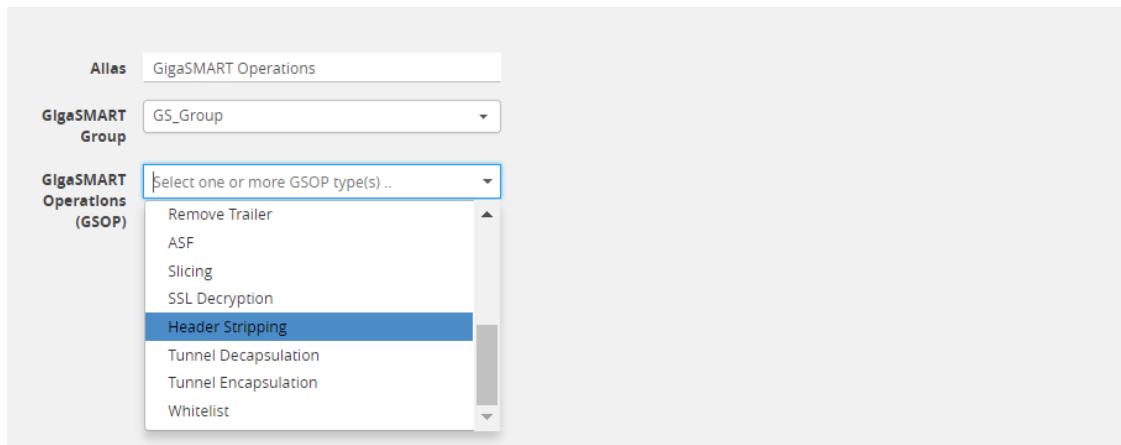 Alias GigaSMART Operations
GigaSMART Group GS_Group
GigaSMART Operations (GSOP) Select one or more GSOP type(s) ..
Remove Trailer
ASF
Slicing
SSL Decryption
Header Stripping
Tunnel Decapsulation
Tunnel Encapsulation
Whitelist